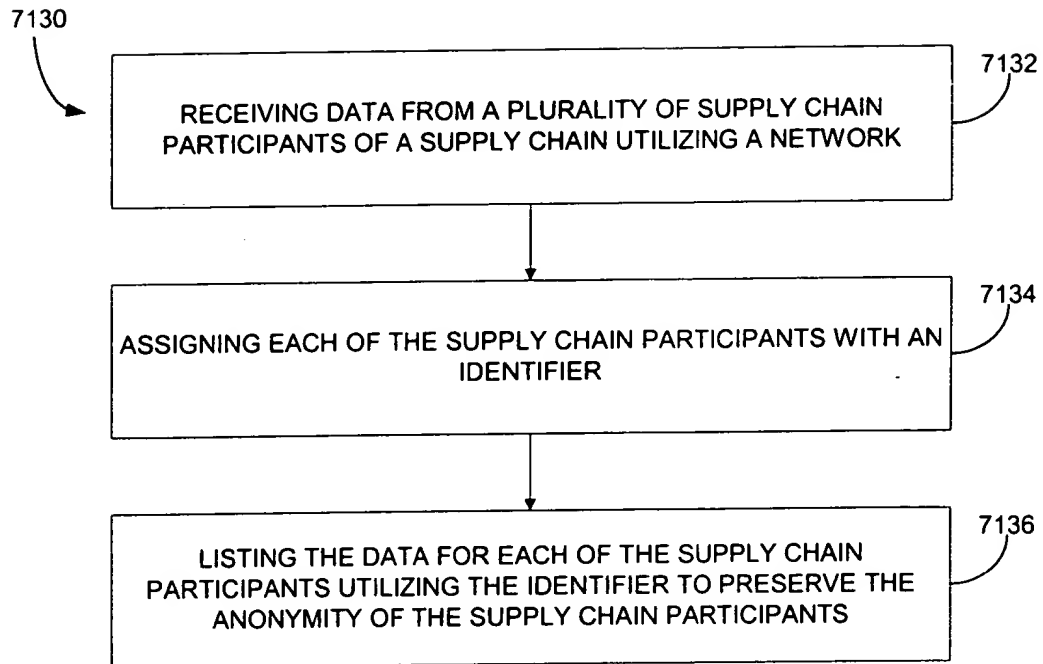 7130
7132
RECEIVING DATA FROM A PLURALITY OF SUPPLY CHAIN
PARTICIPANTS OF A SUPPLY CHAIN UTILIZING A NETWORK
7134
ASSIGNING EACH OF THE SUPPLY CHAIN PARTICIPANTS WITH AN
IDENTIFIER
7136
LISTING THE DATA FOR EACH OF THE SUPPLY CHAIN
PARTICIPANTS UTILIZING THE IDENTIFIER TO PRESERVE THE
ANONYMITY OF THE SUPPLY CHAIN PARTICIPANTS